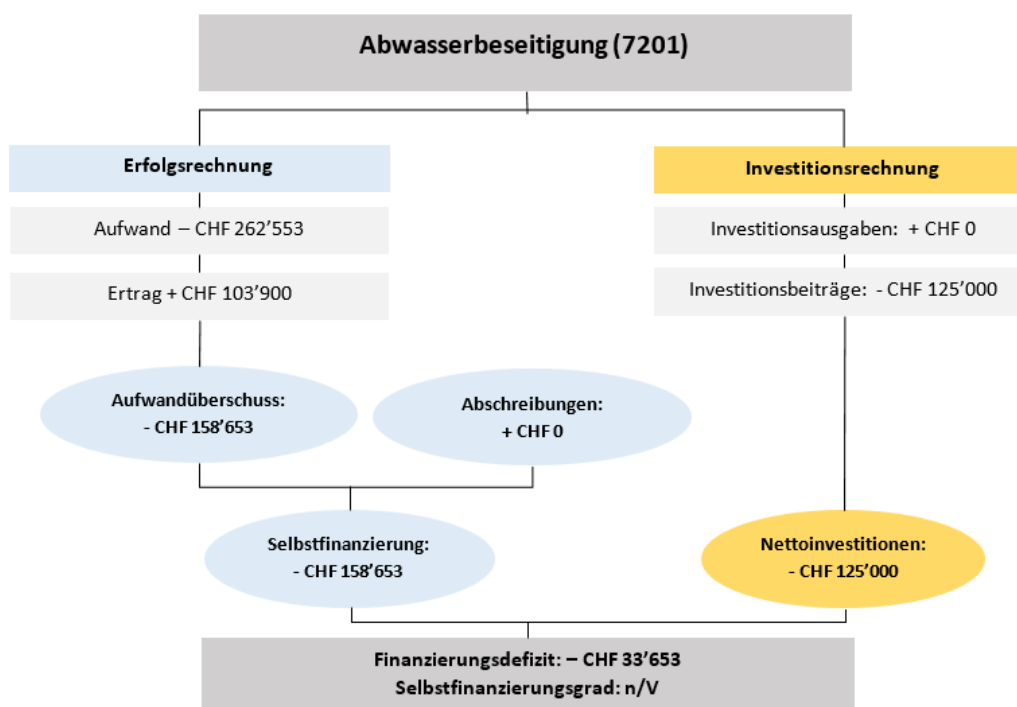 Abwasserbeseitigung (7201)
Erfolgsrechnung
Aufwand – CHF 262’553
Ertrag + CHF 103’900
Aufwandüberschuss:
- CHF 158’653
Abschreibungen:
+ CHF 0
Selbstfinanzierung:
- CHF 158’653
Investitionsrechnung
Investitionsausgaben: + CHF 0
Investitionsbeiträge: - CHF 125’000
Nettoinvestitionen:
- CHF 125’000
Finanzierungsdefizit: – CHF 33’653
Selbstfinanzierungsgrad: n/V